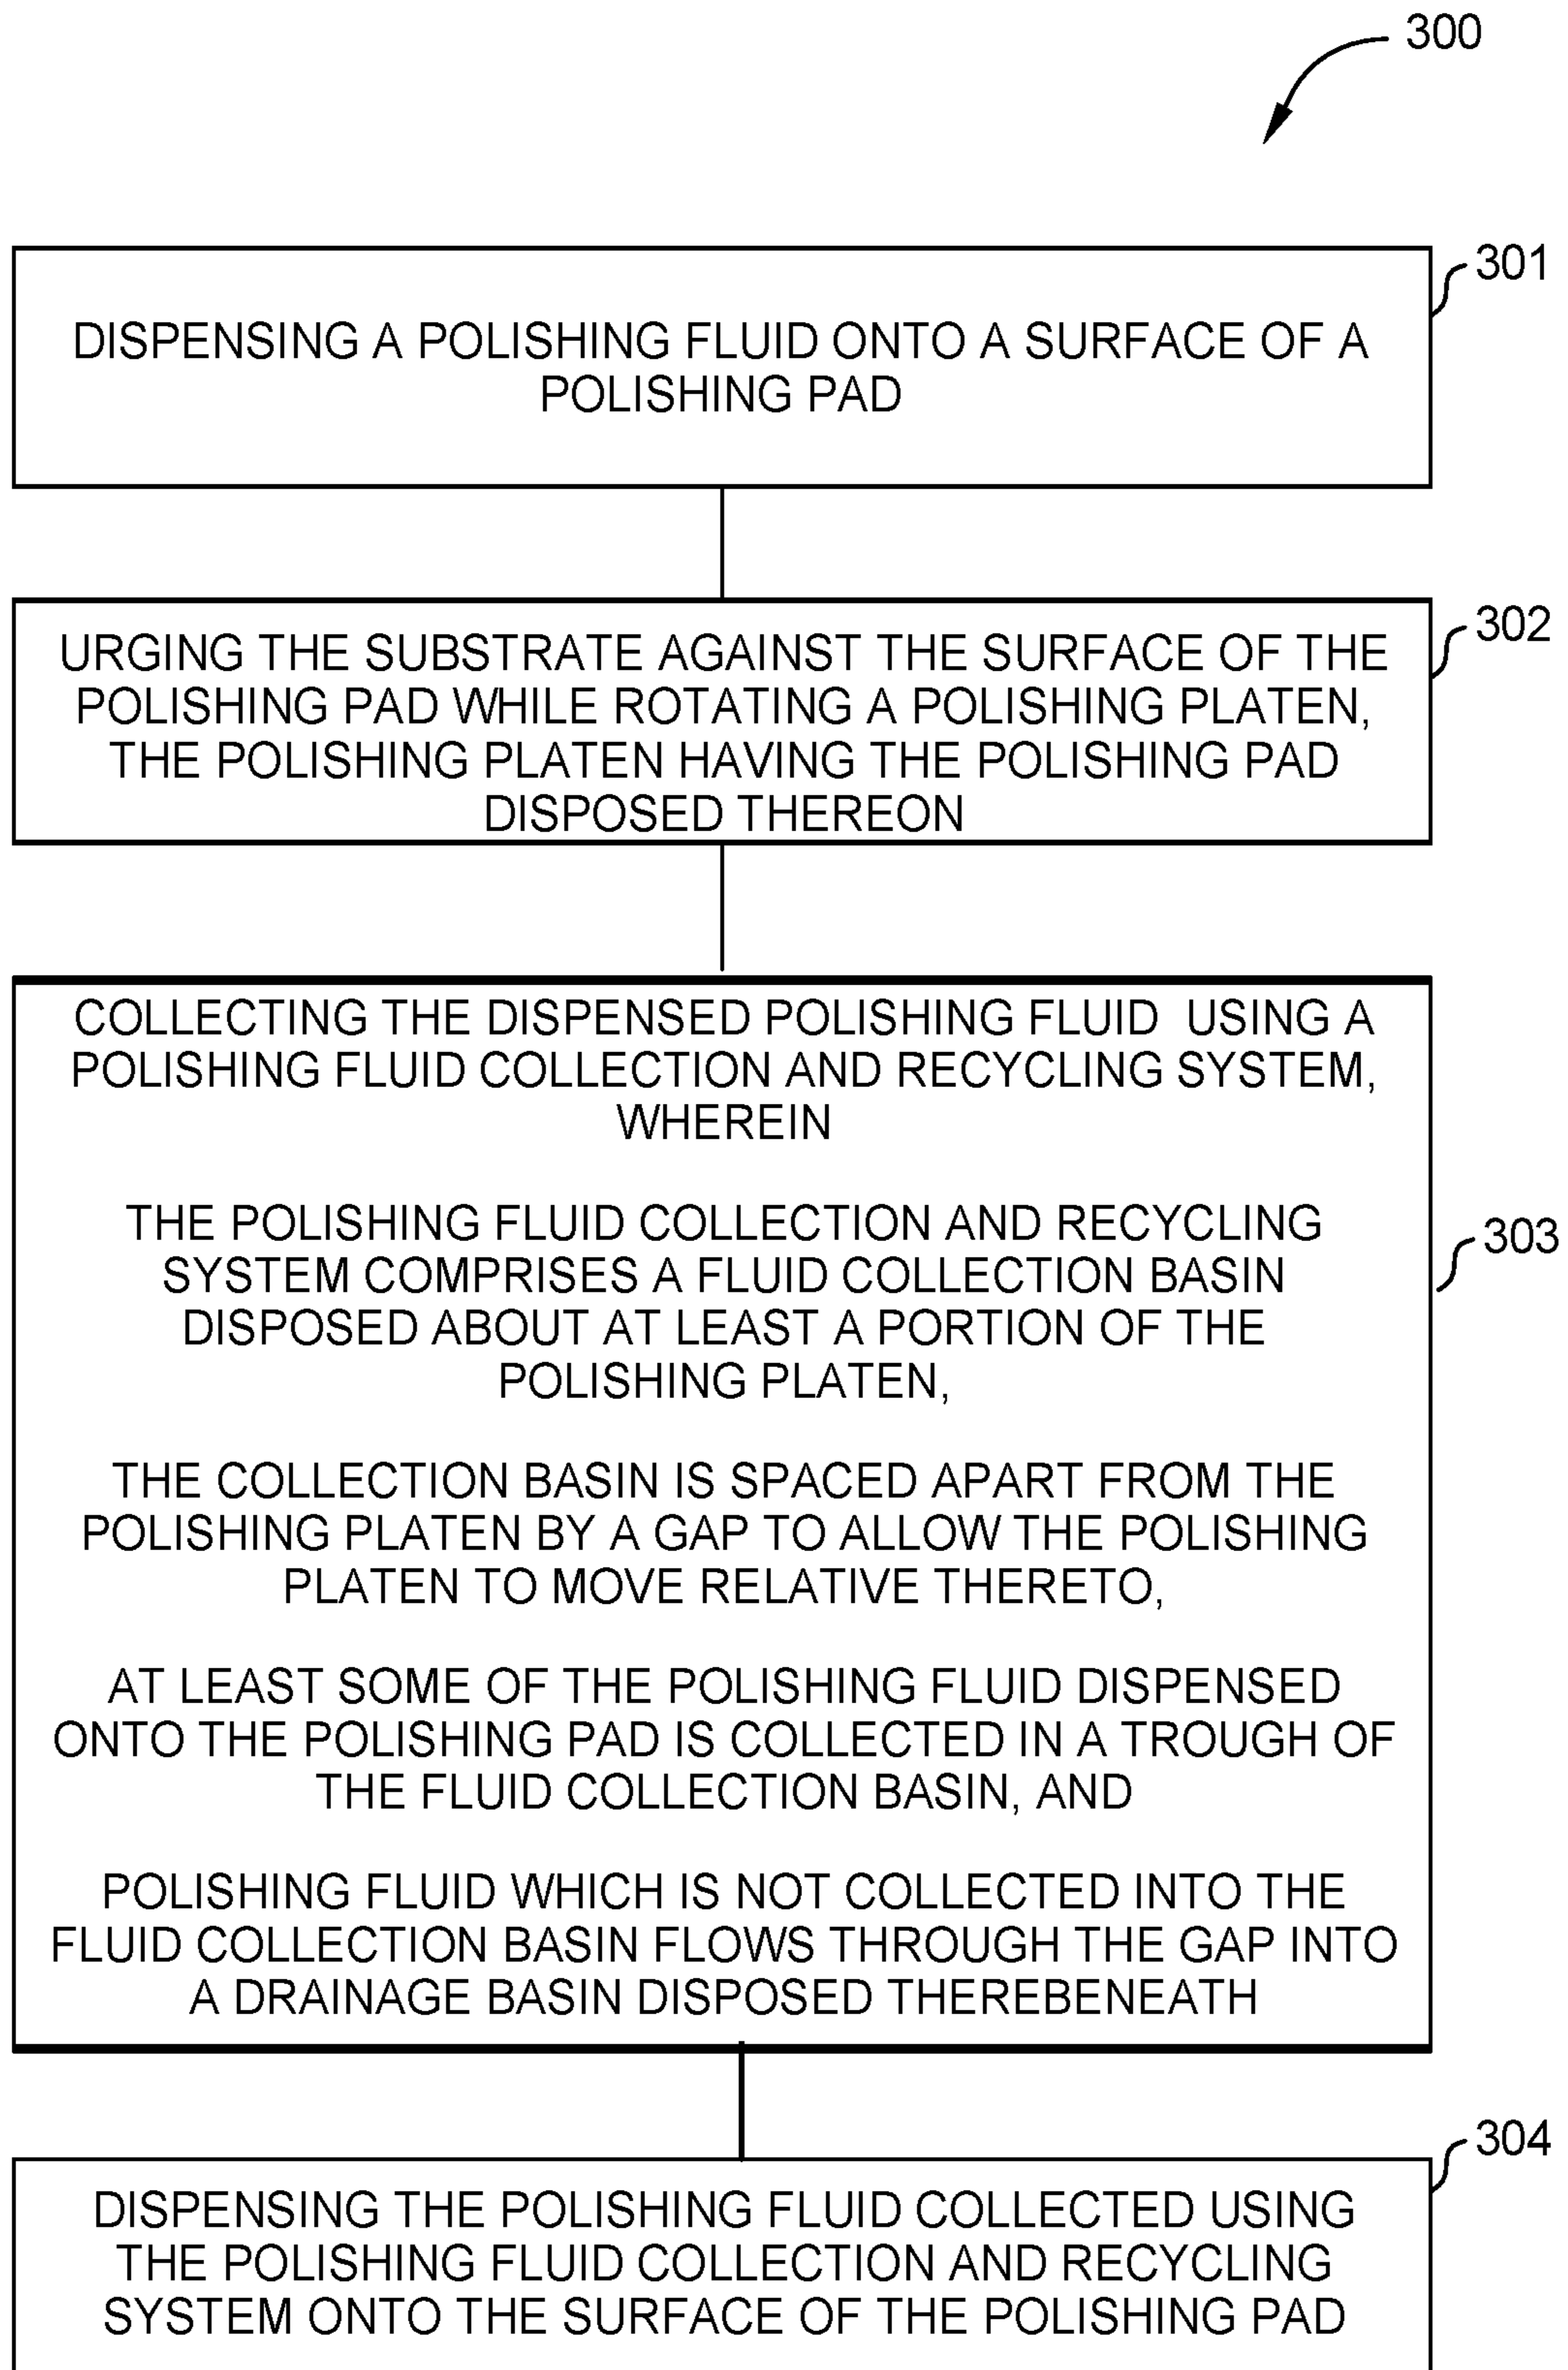 300
301
DISPENSING A POLISHING FLUID ONTO A SURFACE OF A
POLISHING PAD
302
URGING THE SUBSTRATE AGAINST THE SURFACE OF THE
POLISHING PAD WHILE ROTATING A POLISHING PLATEN,
THE POLISHING PLATEN HAVING THE POLISHING PAD
DISPOSED THEREON
COLLECTING THE DISPENSED POLISHING FLUID USING A
POLISHING FLUID COLLECTION AND RECYCLING SYSTEM,
WHEREIN
THE POLISHING FLUID COLLECTION AND RECYCLING
303
SYSTEM COMPRISES A FLUID COLLECTION BASIN
DISPOSED ABOUT AT LEAST A PORTION OF THE
POLISHING PLATEN,
THE COLLECTION BASIN IS SPACED APART FROM THE
POLISHING PLATEN BY A GAP TO ALLOW THE POLISHING
PLATEN TO MOVE RELATIVE THERETO,
AT LEAST SOME OF THE POLISHING FLUID DISPENSED
ONTO THE POLISHING PAD IS COLLECTED IN A TROUGH OF
THE FLUID COLLECTION BASIN, AND
POLISHING FLUID WHICH IS NOT COLLECTED INTO THE
FLUID COLLECTION BASIN FLOWS THROUGH THE GAP INTO
A DRAINAGE BASIN DISPOSED THEREBENEATH
304
DISPENSING THE POLISHING FLUID COLLECTED USING
THE POLISHING FLUID COLLECTION AND RECYCLING
SYSTEM ONTO THE SURFACE OF THE POLISHING PAD